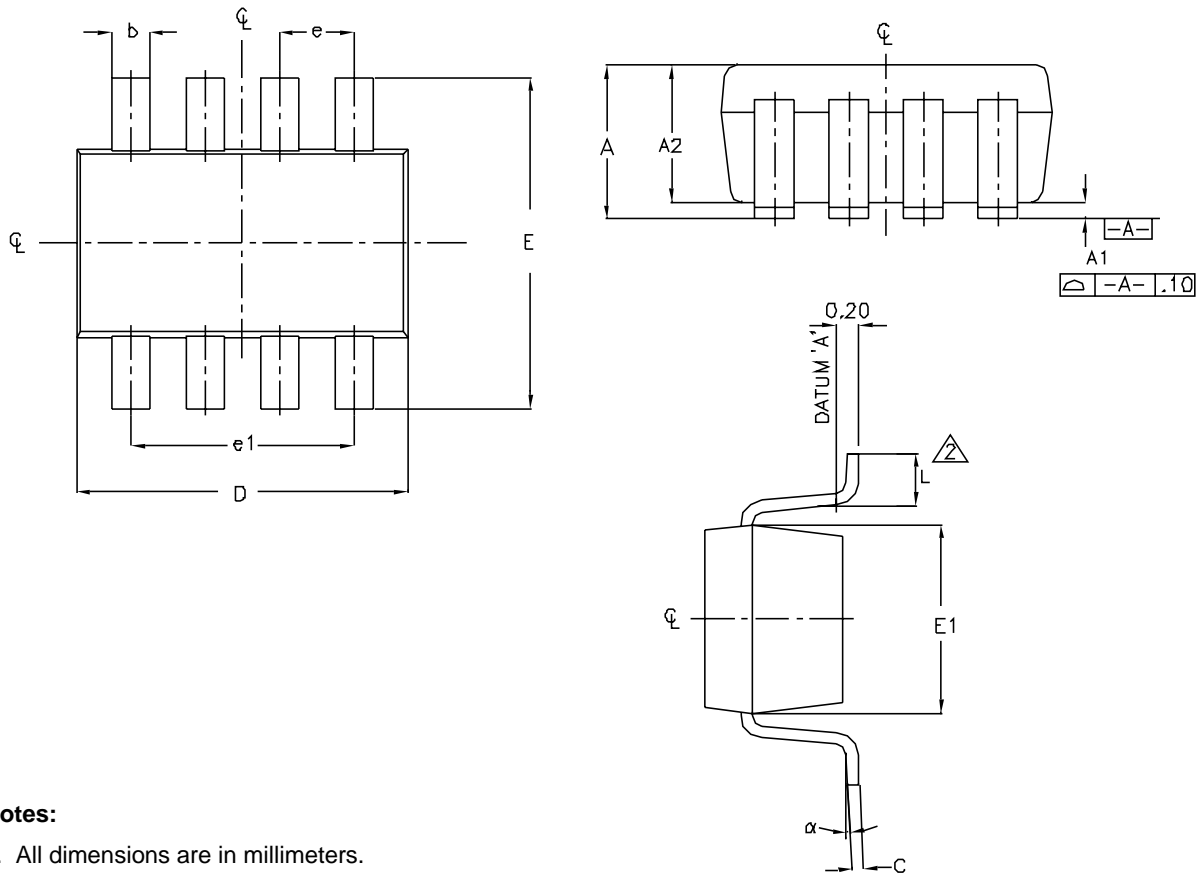 ℄
b
e
℄
E
e1
D
℄
A
A2
A1
-A-
-A- .10
0.20
DATUM 'A'
2
L
℄
E1
α
C
otes:
. All dimensions are in millimeters.